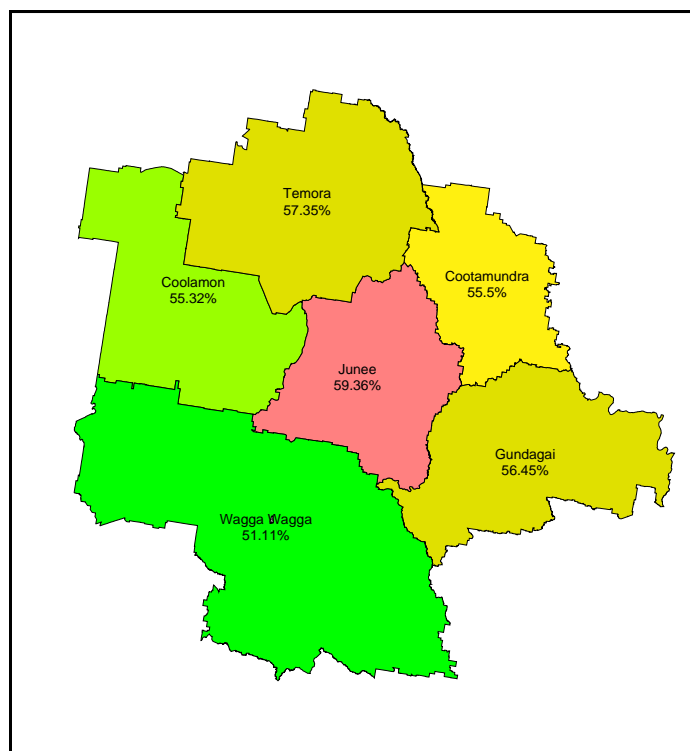 Temora
57.35%
Coolamon
55.32%
Cootamundra
55.5%
Junee
59.36%
Gundagai
56.45%
Wagga Wagga
51.11%